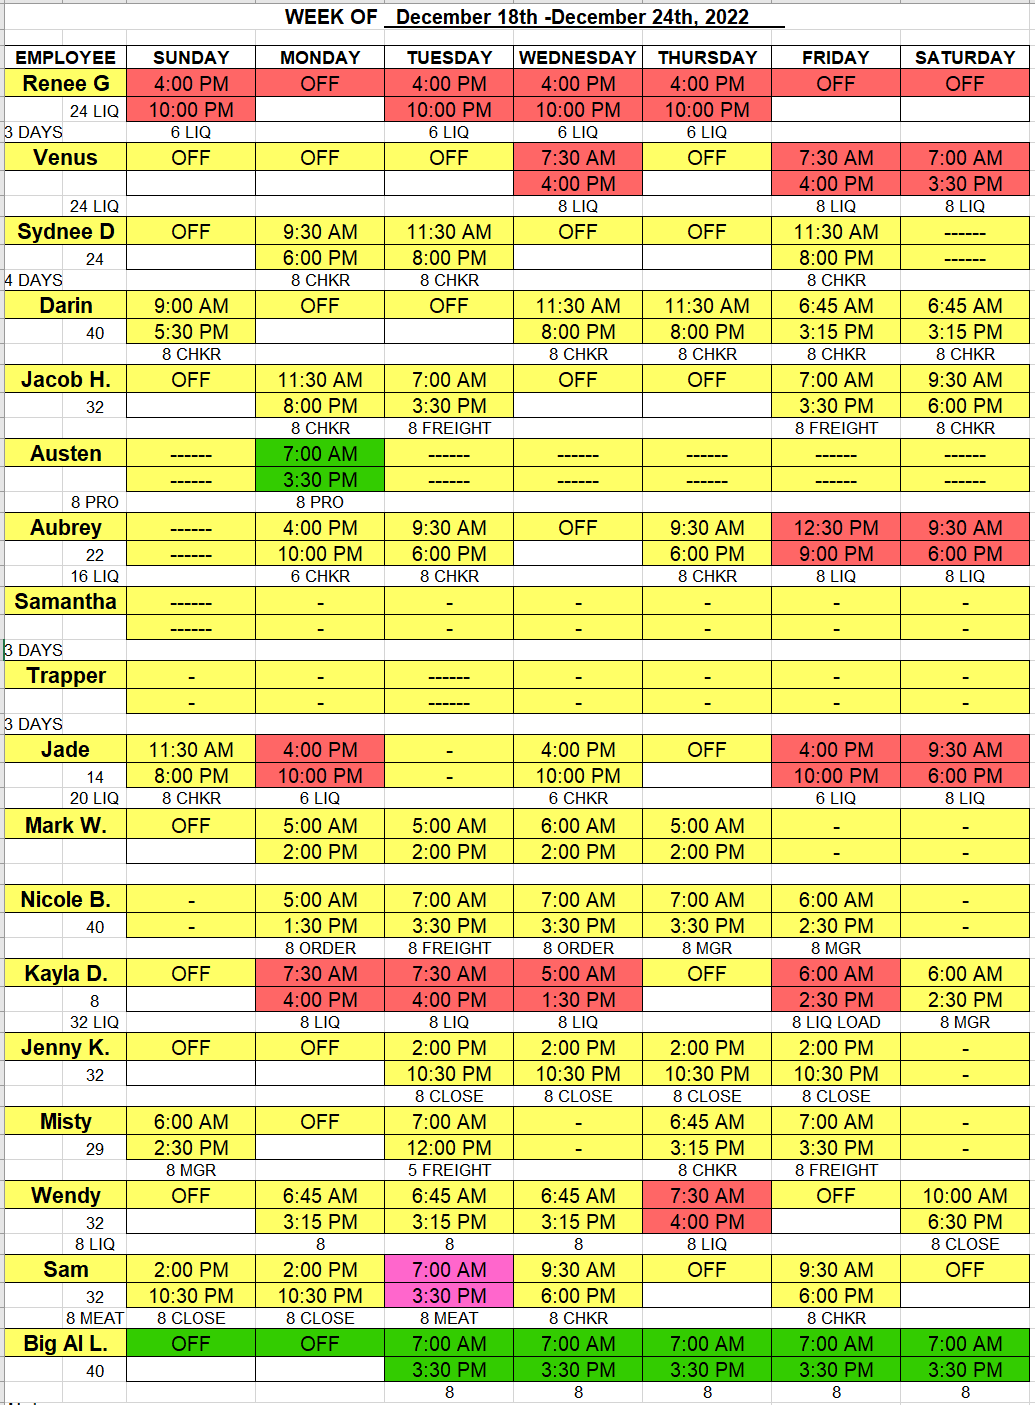 WEEK OF December 18th -December 24th, 2022
EMPLOYEE SUNDAY MONDAY TUESDAY WEDNESDAY THURSDAY FRIDAY SATURDAY
Renee G 4:00 PM OFF 4:00 PM 4:00 PM 4:00 PM OFF OFF
24 LIQ 10:00 PM 10:00 PM 10:00 PM 10:00 PM
3 DAYS 6 LIQ 6 LIQ 6 LIQ 6 LIQ
Venus OFF OFF OFF 7:30 AM OFF 7:30 AM 7:00 AM
4:00 PM 4:00 PM 3:30 PM
24 LIQ 8 LIQ 8 LIQ 8 LIQ
Sydnee D OFF 9:30 AM 11:30 AM OFF OFF 11:30 AM ------
24 6:00 PM 8:00 PM 8:00 PM ------
4 DAYS 8 CHKR 8 CHKR 8 CHKR
Darin 9:00 AM OFF OFF 11:30 AM 11:30 AM 6:45 AM 6:45 AM
40 5:30 PM 8:00 PM 8:00 PM 3:15 PM 3:15 PM
8 CHKR 8 CHKR 8 CHKR 8 CHKR 8 CHKR
Jacob H. OFF 11:30 AM 7:00 AM OFF OFF 7:00 AM 9:30 AM
32 8:00 PM 3:30 PM 3:30 PM 6:00 PM
8 CHKR 8 FREIGHT 8 FREIGHT 8 CHKR
Austen ------ 7:00 AM ------ ------ ------ ------ ------
------ 3:30 PM ------ ------ ------ ------ ------
8 PRO 8 PRO
Aubrey ------ 4:00 PM 9:30 AM OFF 9:30 AM 12:30 PM 9:30 AM
22 ------ 10:00 PM 6:00 PM 6:00 PM 9:00 PM 6:00 PM
16 LIQ 6 CHKR 8 CHKR 8 CHKR 8 LIQ 8 LIQ
Samantha ------ - - - - - -
------ - - - - - -
3 DAYS
Trapper - - ------ - - - -
- - ------ - - - -
3 DAYS
Jade 11:30 AM 4:00 PM - 4:00 PM OFF 4:00 PM 9:30 AM
14 8:00 PM 10:00 PM - 10:00 PM 10:00 PM 6:00 PM
20 LIQ 8 CHKR 6 LIQ 6 CHKR 6 LIQ 8 LIQ
Mark W. OFF 5:00 AM 5:00 AM 6:00 AM 5:00 AM - -
2:00 PM 2:00 PM 2:00 PM 2:00 PM - -
Nicole B. - 5:00 AM 7:00 AM 7:00 AM 7:00 AM 6:00 AM -
40 - 1:30 PM 3:30 PM 3:30 PM 3:30 PM 2:30 PM -
8 ORDER 8 FREIGHT 8 ORDER 8 MGR 8 MGR
Kayla D. OFF 7:30 AM 7:30 AM 5:00 AM OFF 6:00 AM 6:00 AM
8 4:00 PM 4:00 PM 1:30 PM 2:30 PM 2:30 PM
32 LIQ 8 LIQ 8 LIQ 8 LIQ 8 LIQ LOAD 8 MGR
Jenny K. OFF OFF 2:00 PM 2:00 PM 2:00 PM 2:00 PM -
32 10:30 PM 10:30 PM 10:30 PM 10:30 PM -
8 CLOSE 8 CLOSE 8 CLOSE 8 CLOSE
Misty 6:00 AM OFF 7:00 AM - 6:45 AM 7:00 AM -
29 2:30 PM 12:00 PM - 3:15 PM 3:30 PM -
8 MGR 5 FREIGHT 8 CHKR 8 FREIGHT
Wendy OFF 6:45 AM 6:45 AM 6:45 AM 7:30 AM OFF 10:00 AM
32 3:15 PM 3:15 PM 3:15 PM 4:00 PM 6:30 PM
8 LIQ 8 8 8 8 LIQ 8 CLOSE
Sam 2:00 PM 2:00 PM 7:00 AM 9:30 AM OFF 9:30 AM OFF
32 10:30 PM 10:30 PM 3:30 PM 6:00 PM 6:00 PM
8 MEAT 8 CLOSE 8 CLOSE 8 MEAT 8 CHKR 8 CHKR
Big Al L. OFF OFF 7:00 AM 7:00 AM 7:00 AM 7:00 AM 7:00 AM
40 3:30 PM 3:30 PM 3:30 PM 3:30 PM 3:30 PM
8 8 8 8 8